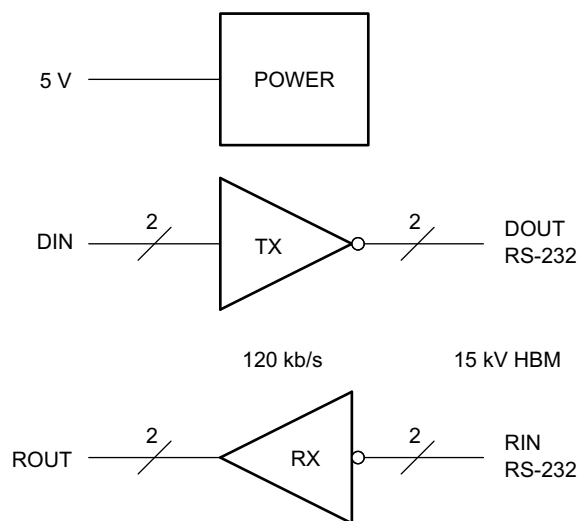 5 V
POWER
DIN
2
TX
2
DOUT
RS-232
120 kb/s
15 kV HBM
ROUT
2
RX
2
RIN
RS-232